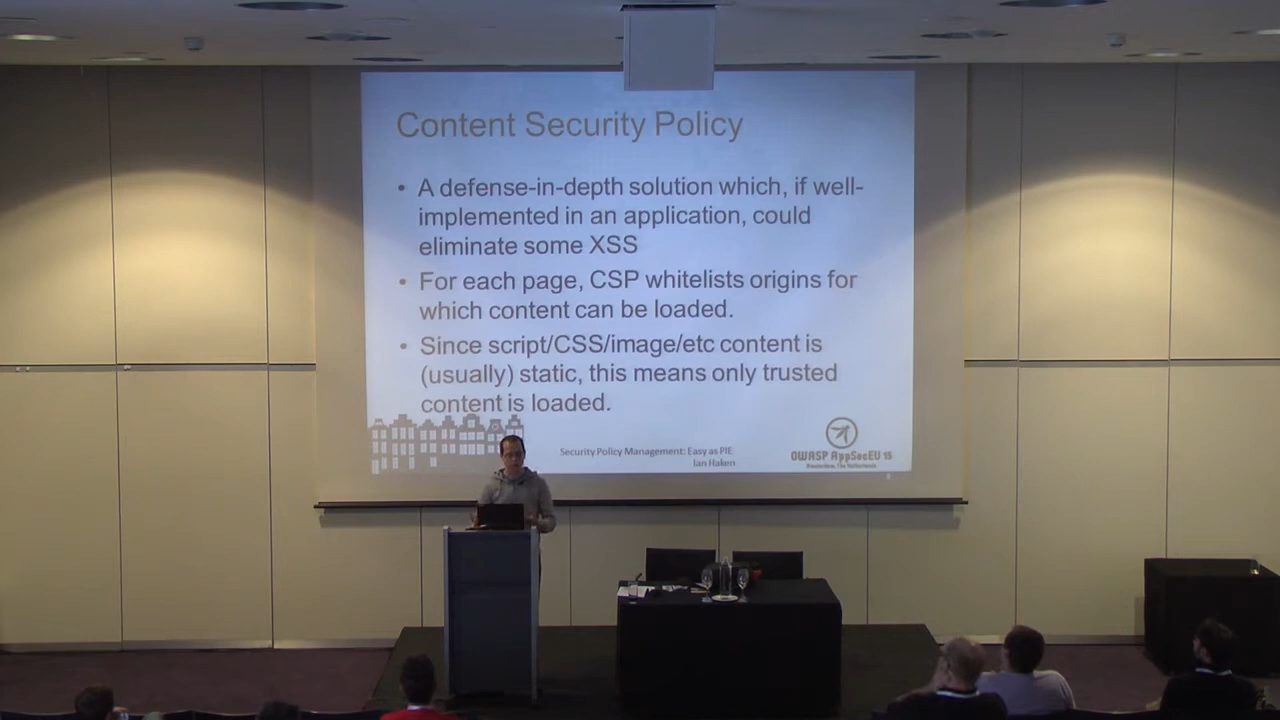 Content Security Policy
• A defense-in-depth solution which, if well-
implemented in an application, could
eliminate some XSS
• For each page, CSP whitelists origins for
which content can be loaded.
• Since script/CSS/image/etc content is
(usually) static, this means only trusted
content is loaded.
Security Policy Management: Easy as PIE
Ian Haken
OWASP AppSecEU 15
Amsterdam, The Netherlands